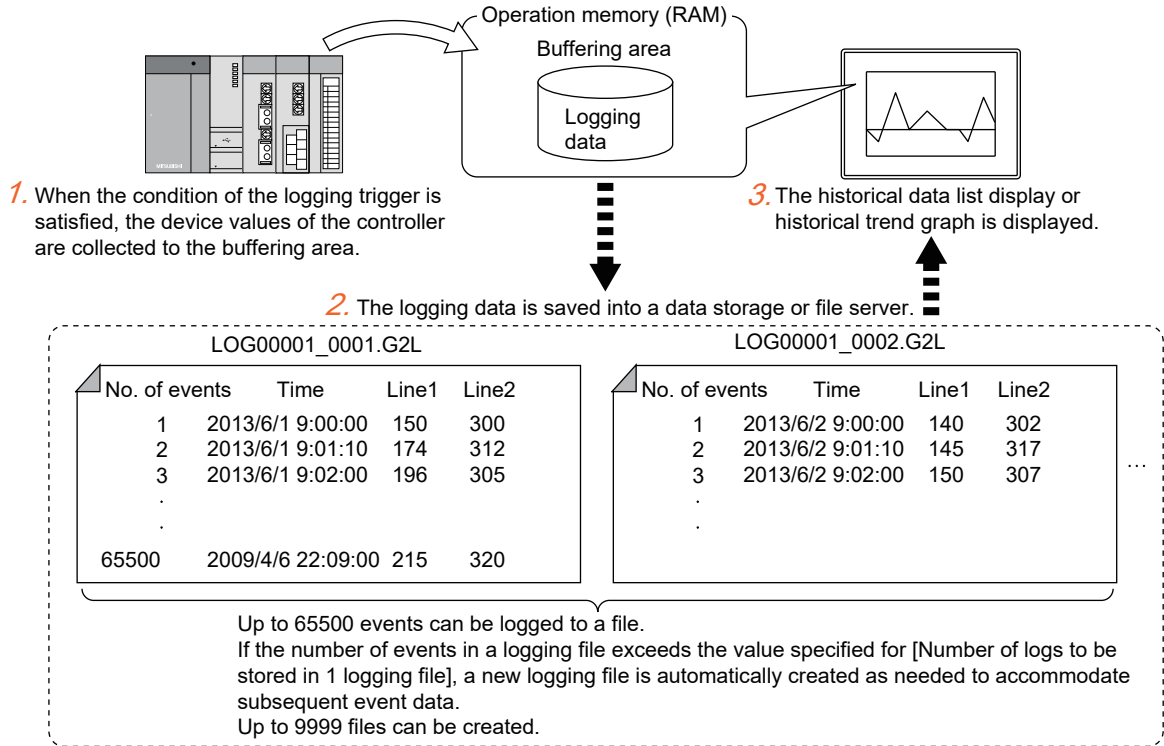 Operation memory (RAM)
Buffering area
Logging
data
MITSUBISHI
1. When the condition of the logging trigger is
satisfied, the device values of the controller
are collected to the buffering area.
3. The historical data list display or
historical trend graph is displayed.
2. The logging data is saved into a data storage or file server.
LOG00001_0001.G2L
No. of events Time Line1 Line2
1 2013/6/1 9:00:00 150 300
2 2013/6/1 9:01:10 174 312
3 2013/6/1 9:02:00 196 305
.
.
65500 2009/4/6 22:09:00 215 320
LOG00001_0002.G2L
No. of events Time Line1 Line2
1 2013/6/2 9:00:00 140 302
2 2013/6/2 9:01:10 145 317
3 2013/6/2 9:02:00 150 307
.
.
...
Up to 65500 events can be logged to a file.
If the number of events in a logging file exceeds the value specified for [Number of logs to be
stored in 1 logging file], a new logging file is automatically created as needed to accommodate
subsequent event data.
Up to 9999 files can be created.